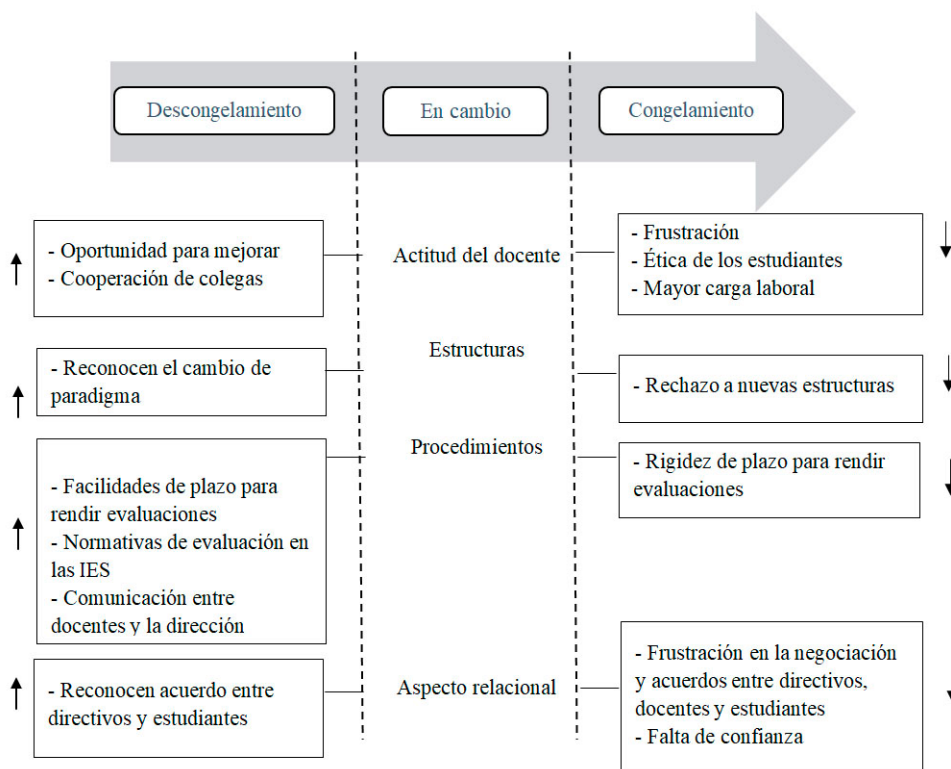 Descongelamiento
En cambio
Congelamiento
- Oportunidad para mejorar
- Cooperación de colegas
Actitud del docente
- Frustración
- Ética de los estudiantes
- Mayor carga laboral
- Reconocen el cambio de
paradigma
Estructuras
- Rechazo a nuevas estructuras
- Facilidades de plazo para
rendir evaluaciones
- Normativas de evaluación en
las IES
- Comunicación entre
docentes y la dirección
Procedimientos
- Rigidez de plazo para rendir
evaluaciones
- Reconocen acuerdo entre
directivos y estudiantes
Aspecto relacional
- Frustración en la negociación
y acuerdos entre directivos,
docentes y estudiantes
- Falta de confianza